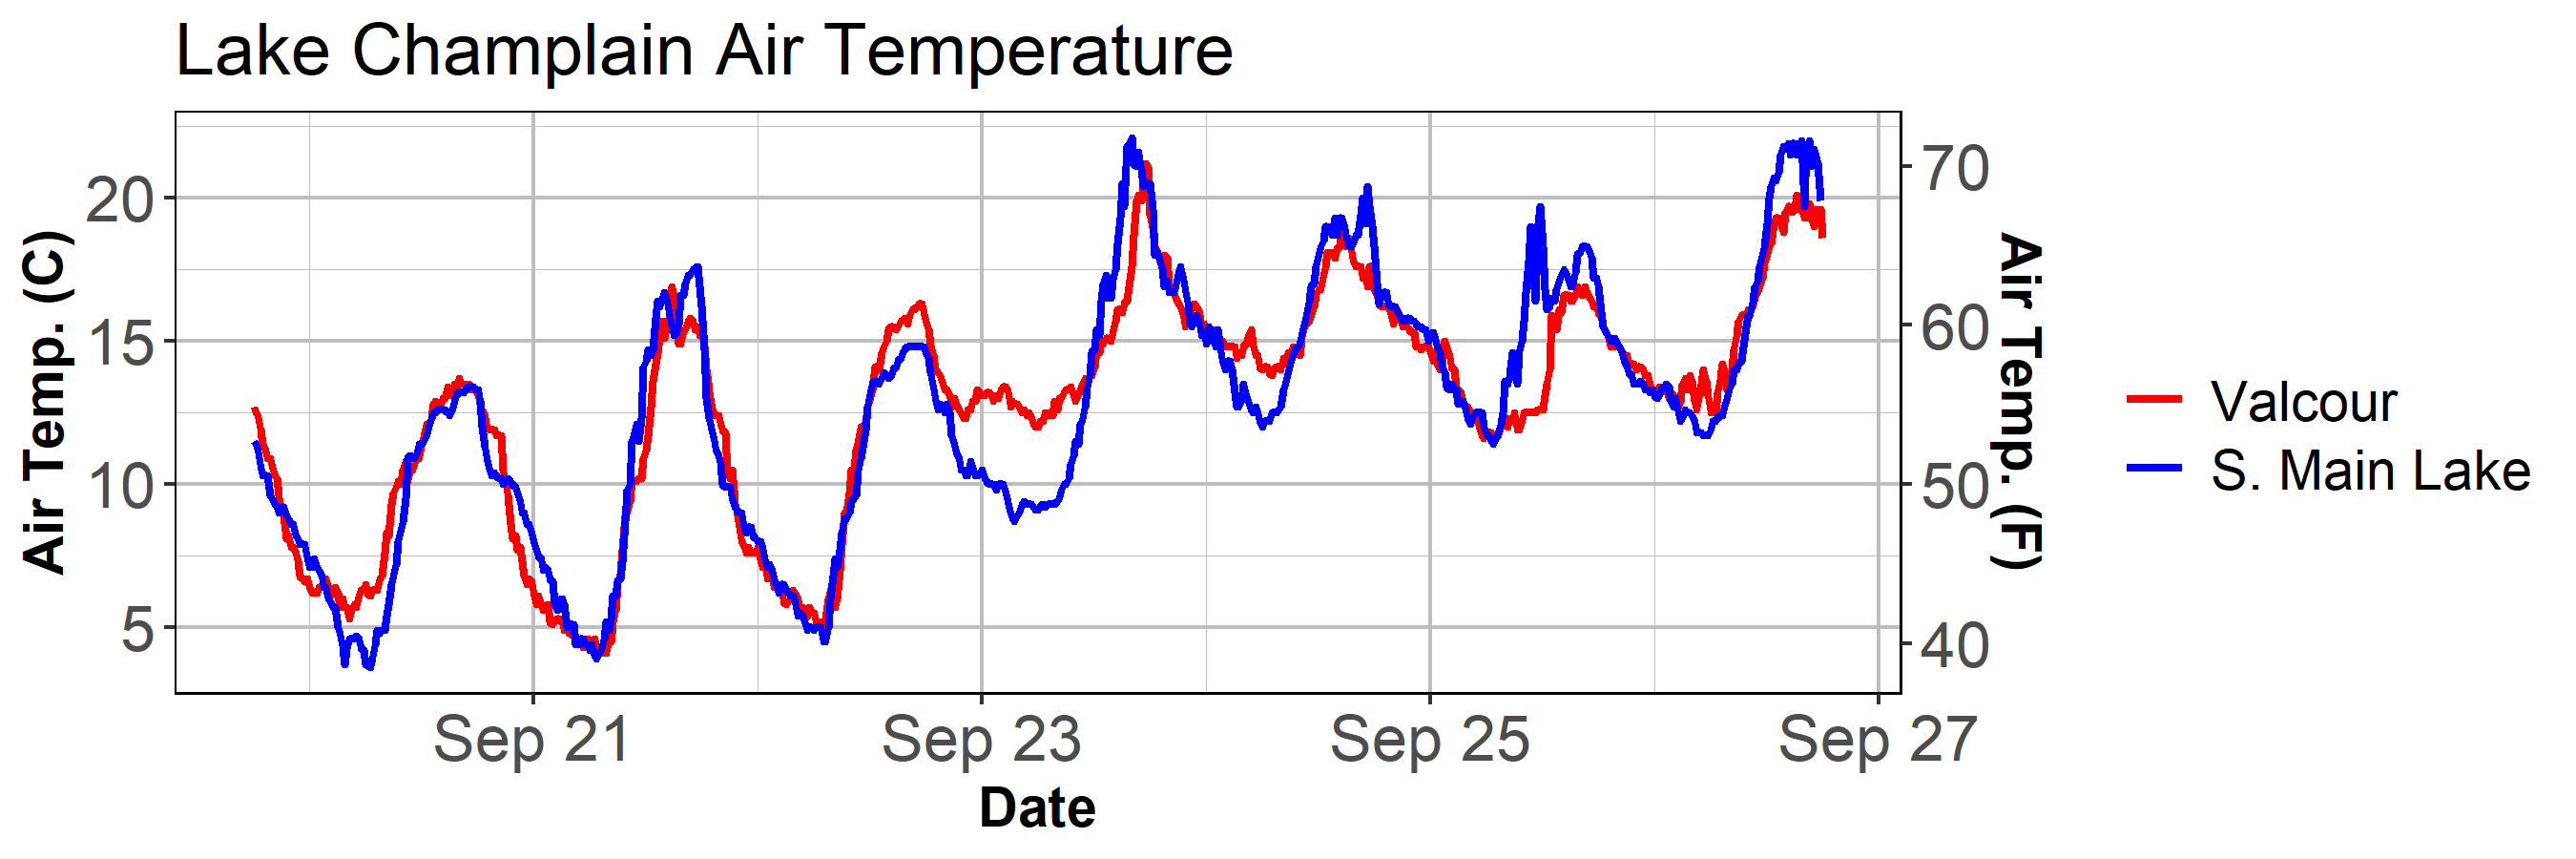 Lake Champlain Air Temperature
Air Temp. (C)
20
15
10
5
70
60
50
40
Air Temp. (F)
Sep 21
Sep 23
Sep 25
Sep 27
Date
Valcour
S. Main Lake